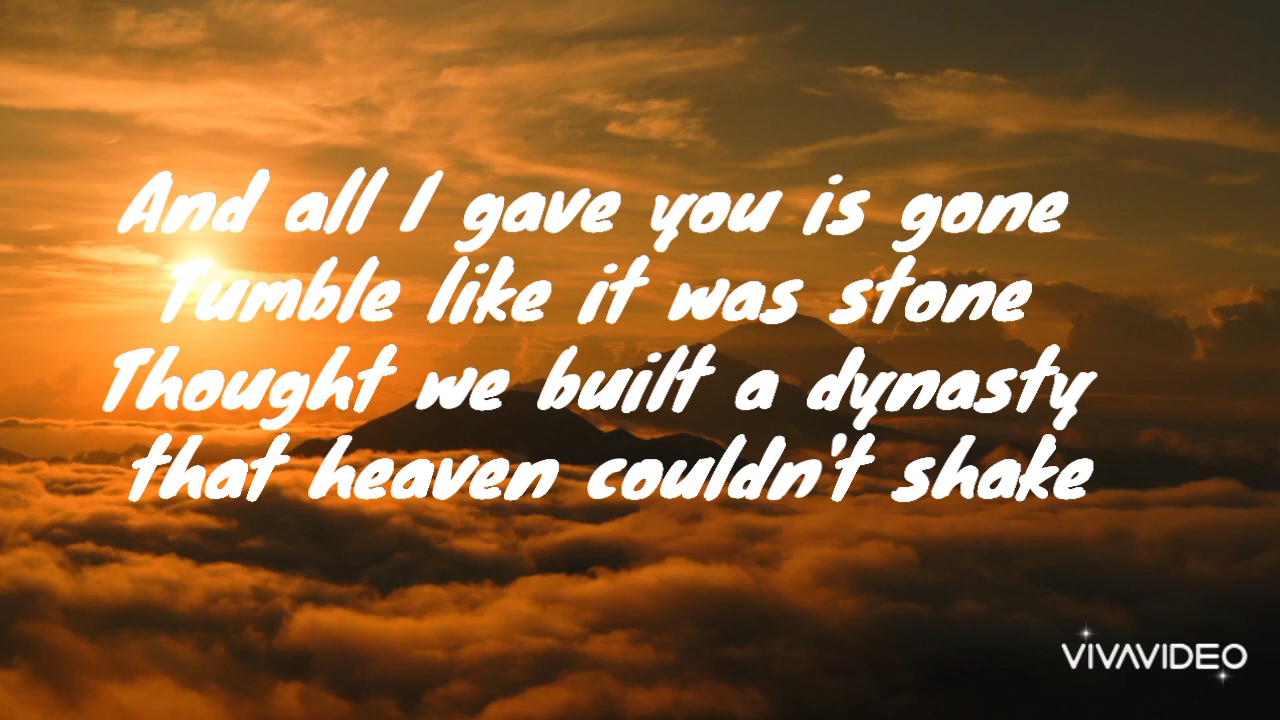 And all I gave you is gone
Tumble like it was stone
Thought we built a dynasty
that heaven couldn't shake
VIVAVIDEO